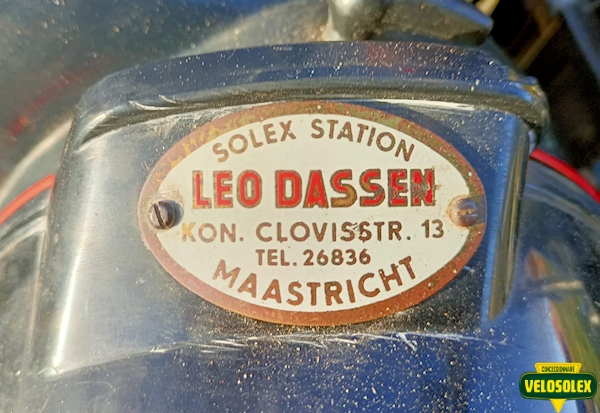 SOLEX STATION
LEO DASSEN
KON. CLOVISSTR. 13
TEL. 26836
MAASTRICHT
CONCESSIONNAIRE
VELOSOLEX